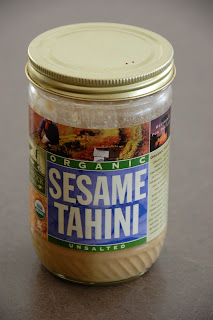 ORGANIC
SESAME
TAHINI
UNSALTED